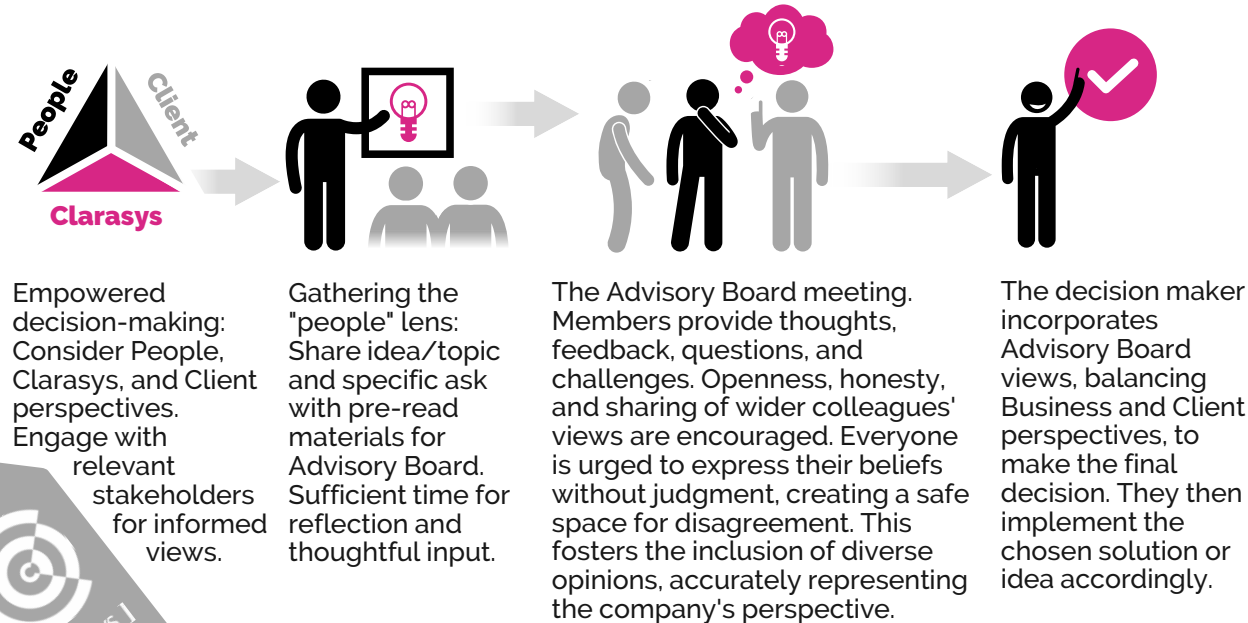 People
Client
Clarasys
Empowered
decision-making:
Consider People,
Clarasys, and Client
perspectives.
Engage with
relevant
stakeholders
for informed
views.
Gathering the
"people" lens:
Share idea/topic
and specific ask
with pre-read
materials for
Advisory Board.
Sufficient time for
reflection and
thoughtful input.
The Advisory Board meeting.
Members provide thoughts,
feedback, questions, and
challenges. Openness, honesty,
and sharing of wider colleagues'
views are encouraged. Everyone
is urged to express their beliefs
without judgment, creating a safe
space for disagreement. This
fosters the inclusion of diverse
opinions, accurately representing
the company's perspective.
The decision maker
incorporates
Advisory Board
views, balancing
Business and Client
perspectives, to
make the final
decision. They then
implement the
chosen solution or
idea accordingly.